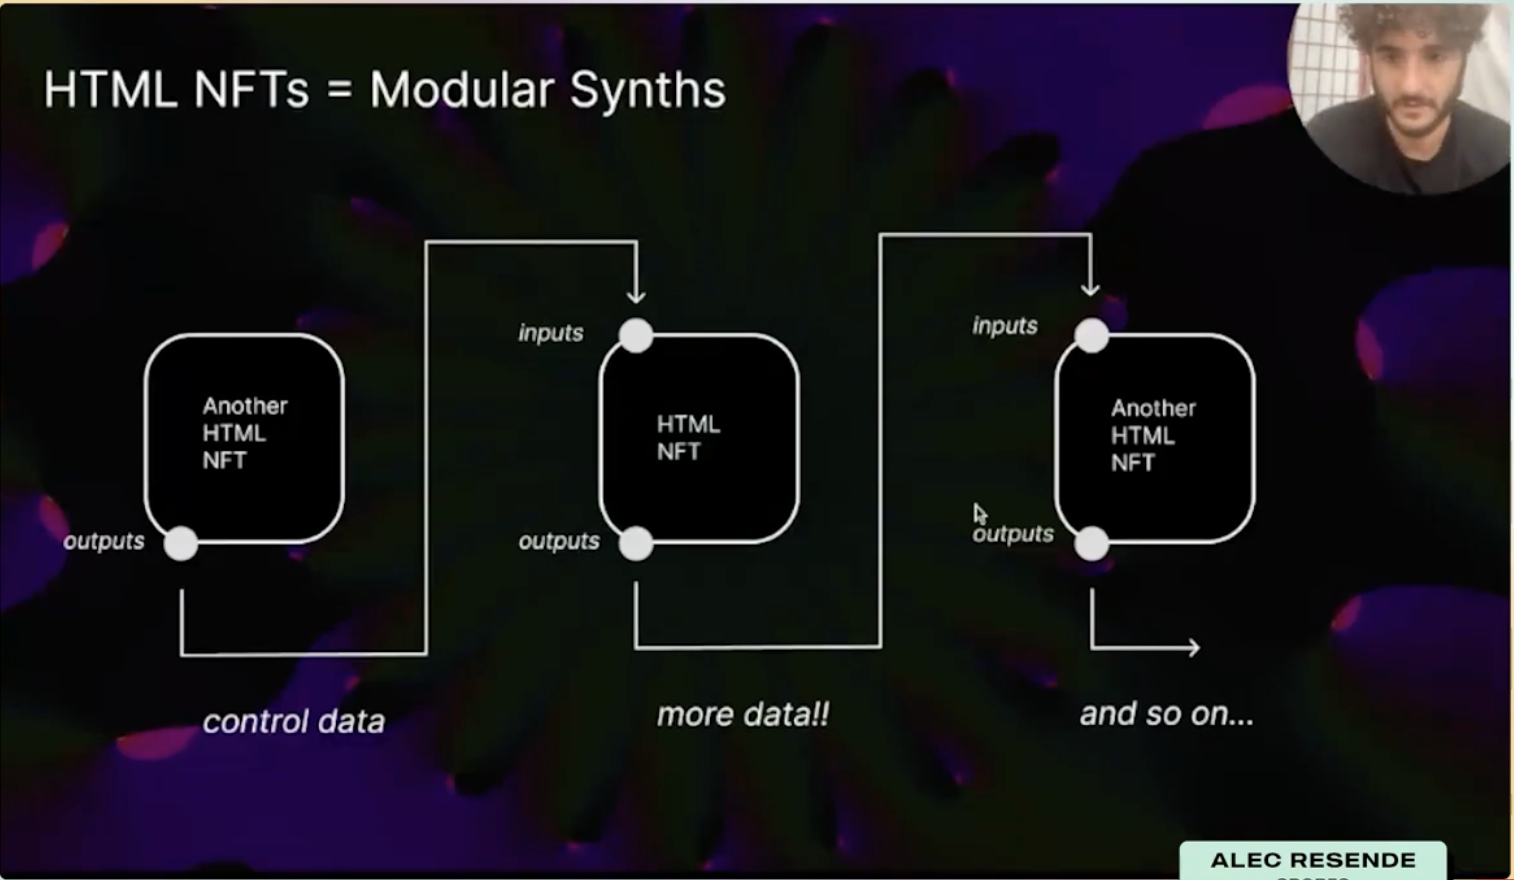 HTML NFTs = Modular Synths
inputs
inputs
Another
HTML
NFT
HTML
NFT
Another
HTML
NFT
outputs
outputs
outputs
control data
more data!!
and so on...
ALEC RESENDE